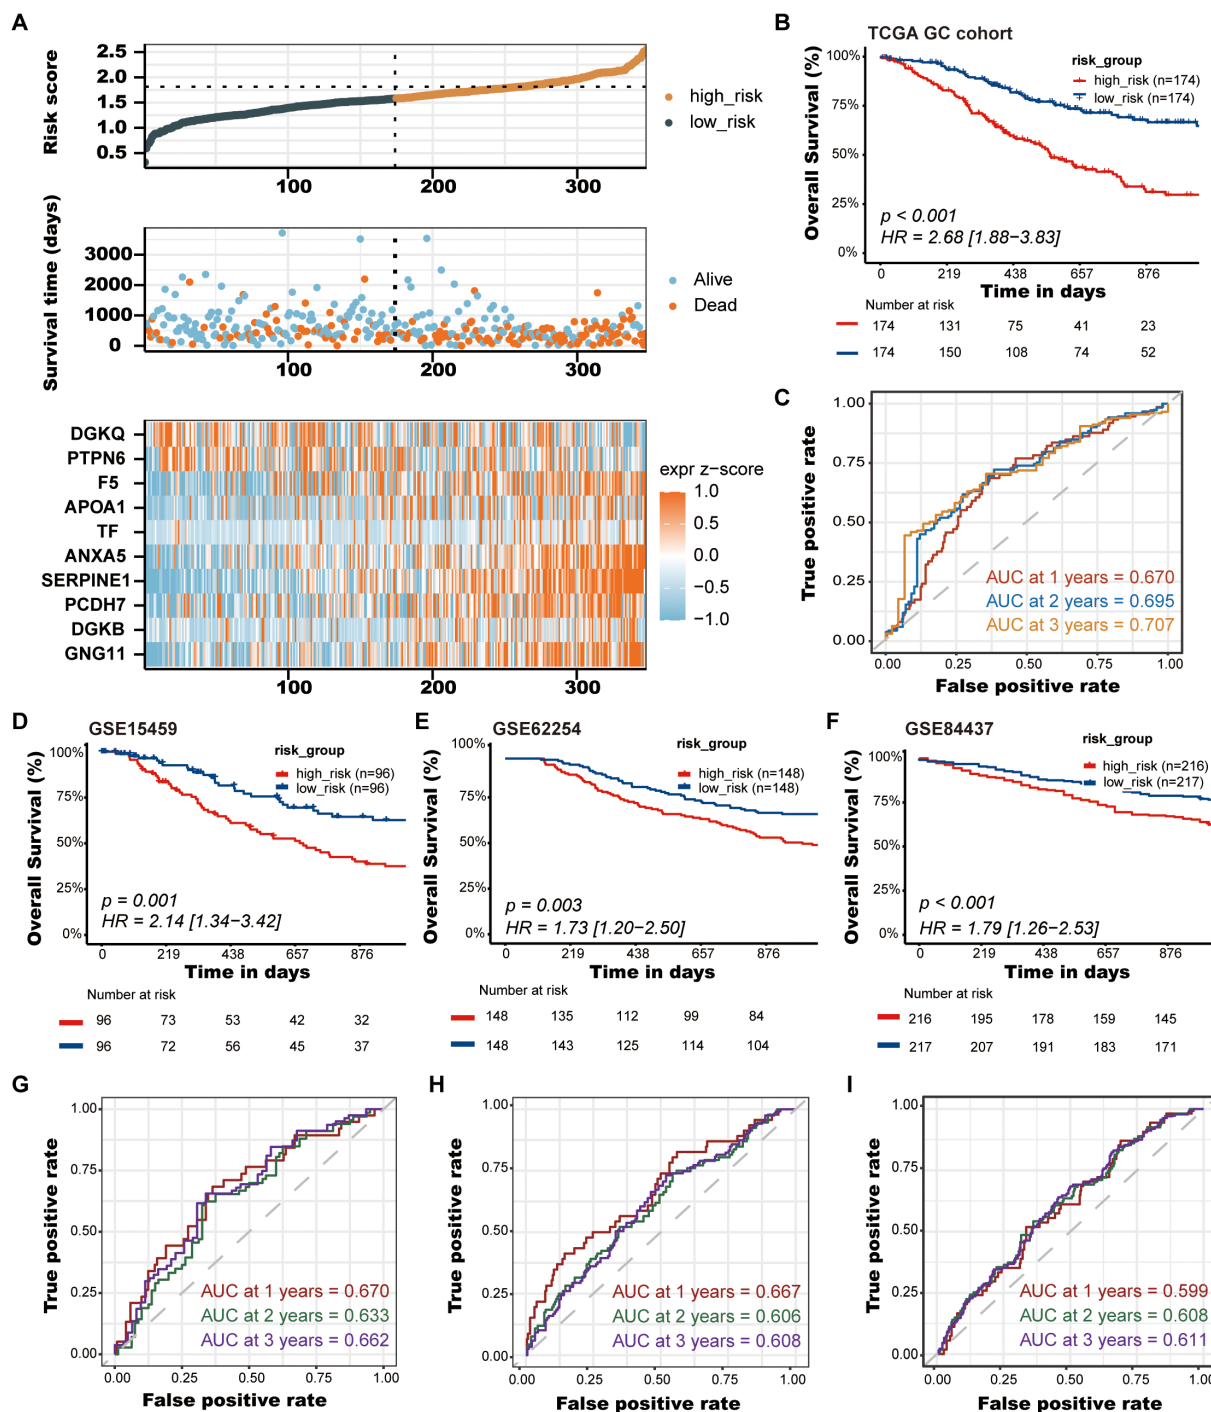 A
Risk score
2.5
2.0
1.5
1.0
0.5
100
200
300
high_risk
low_risk
Survival time (days)
3000
2000
1000
0
100
200
300
Alive
Dead
DGKQ
PTPN6
F5
APOA1
TF
ANXA5
SERPINE1
PCDH7
DGKB
GNG11
100
200
300
expr z−score
1.0
0.5
0.0
−0.5
−1.0
B
TCGA GC cohort
Overall Survival (%)
100%
75%
50%
25%
0%
risk_group
high_risk (n=174)
low_risk (n=174)
p < 0.001
HR = 2.68 [1.88−3.83]
0
219
438
657
876
Time in days
Number at risk
174 131 75 41 23
174 150 108 74 52
C
True positive rate
1.00
0.75
0.50
0.25
0.00
AUC at 1 years = 0.670
AUC at 2 years = 0.695
AUC at 3 years = 0.707
0.00 0.25 0.50 0.75 1.00
False positive rate
D
GSE15459
Overall Survival (%)
100%
75%
50%
25%
0%
risk_group
high_risk (n=96)
low_risk (n=96)
p = 0.001
HR = 2.14 [1.34−3.42]
0 219 438 657 876
Time in days
Number at risk
96 73 53 42 32
96 72 56 45 37
E
GSE62254
Overall Survival (%)
100%
75%
50%
25%
0%
risk_group
high_risk (n=148)
low_risk (n=148)
p = 0.003
HR = 1.73 [1.20−2.50]
0 219 438 657 876
Time in days
Number at risk
148 135 112 99 84
148 143 125 114 104
F
GSE84437
Overall Survival (%)
100%
75%
50%
25%
0%
risk_group
high_risk (n=216)
low_risk (n=217)
p < 0.001
HR = 1.79 [1.26−2.53]
0 219 438 657 876
Time in days
Number at risk
216 195 178 159 145
217 207 191 183 171
G
True positive rate
1.00
0.75
0.50
0.25
0.00
AUC at 1 years = 0.670
AUC at 2 years = 0.633
AUC at 3 years = 0.662
0.00 0.25 0.50 0.75 1.00
False positive rate
H
True positive rate
1.00
0.75
0.50
0.25
0.00
AUC at 1 years = 0.667
AUC at 2 years = 0.606
AUC at 3 years = 0.608
0.00 0.25 0.50 0.75 1.00
False positive rate
I
True positive rate
1.00
0.75
0.50
0.25
0.00
AUC at 1 years = 0.599
AUC at 2 years = 0.608
AUC at 3 years = 0.611
0.00 0.25 0.50 0.75 1.00
False positive rate